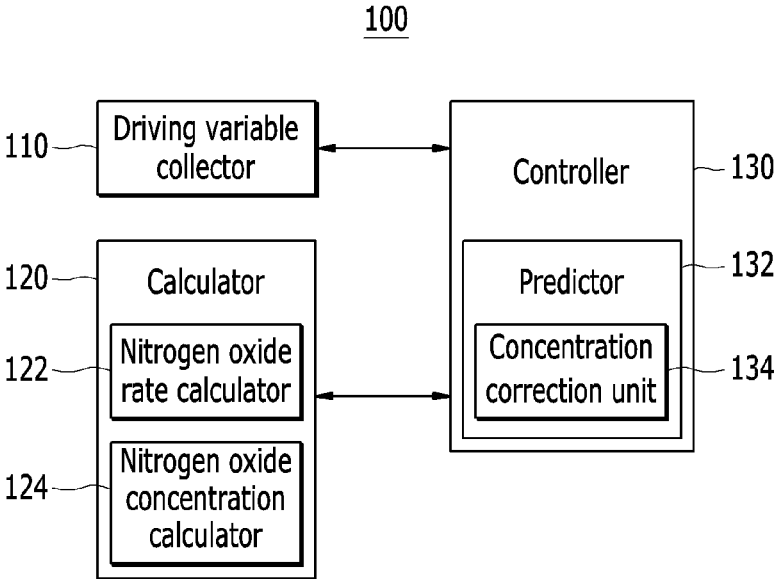 100
110
Driving variable
collector
Controller
130
120
Calculator
Predictor
132
122
Nitrogen oxide
rate calculator
Concentration
correction unit
134
124
Nitrogen oxide
concentration
calculator